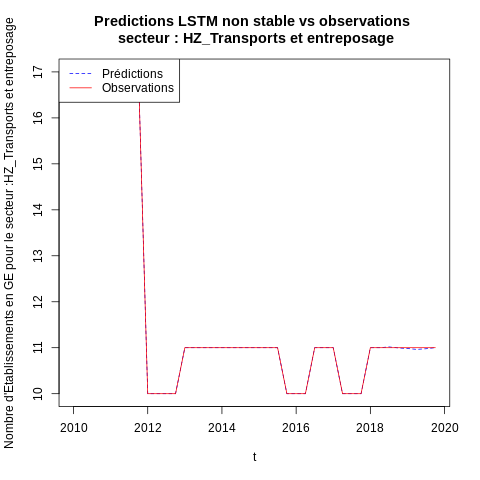 Predictions LSTM non stable vs observations
secteur : HZ_Transports et entreposage
Nombre d'Etablissements en GE pour le secteur :HZ_Transports et entreposage
17
16
15
14
13
12
11
10
Prédictions
Observations
2010 2012 2014 2016 2018 2020
t